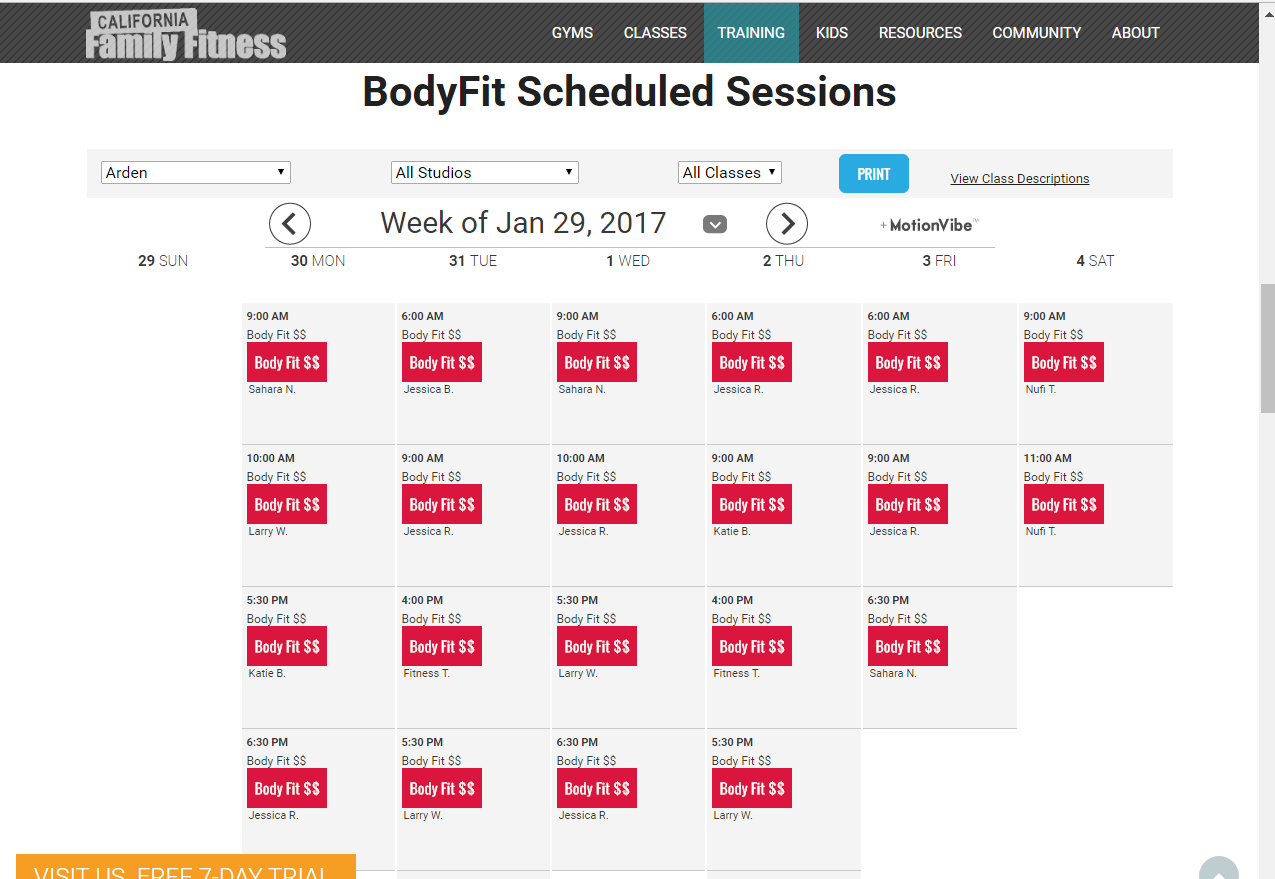 CALIFORNIA
Family Fitness
GYMS CLASSES TRAINING KIDS RESOURCES COMMUNITY ABOUT
BodyFit Scheduled Sessions
Arden All Studios All Classes PRINT View Class Descriptions
Week of Jan 29, 2017 +MotionVibe™
29 SUN 30 MON 31 TUE 1 WED 2 THU 3 FRI 4 SAT
9:00 AM 6:00 AM 9:00 AM 6:00 AM 6:00 AM 9:00 AM
Body Fit $$ Body Fit $$ Body Fit $$ Body Fit $$ Body Fit $$ Body Fit $$
Body Fit $$ Body Fit $$ Body Fit $$ Body Fit $$ Body Fit $$ Body Fit $$
Sahara N. Jessica B. Sahara N. Jessica R. Jessica R. Nufi T.
10:00 AM 9:00 AM 10:00 AM 9:00 AM 9:00 AM 11:00 AM
Body Fit $$ Body Fit $$ Body Fit $$ Body Fit $$ Body Fit $$ Body Fit $$
Body Fit $$ Body Fit $$ Body Fit $$ Body Fit $$ Body Fit $$ Body Fit $$
Larry W. Jessica R. Jessica R. Katie B. Jessica R. Nufi T.
5:30 PM 4:00 PM 5:30 PM 4:00 PM 6:30 PM
Body Fit $$ Body Fit $$ Body Fit $$ Body Fit $$ Body Fit $$
Body Fit $$ Body Fit $$ Body Fit $$ Body Fit $$ Body Fit $$
Katie B. Fitness T. Larry W. Fitness T. Sahara N.
6:30 PM 5:30 PM 6:30 PM 5:30 PM
Body Fit $$ Body Fit $$ Body Fit $$ Body Fit $$
Body Fit $$ Body Fit $$ Body Fit $$ Body Fit $$
Jessica R. Larry W. Jessica R. Larry W.
VISIT US, FREE 7-DAY TRIAL